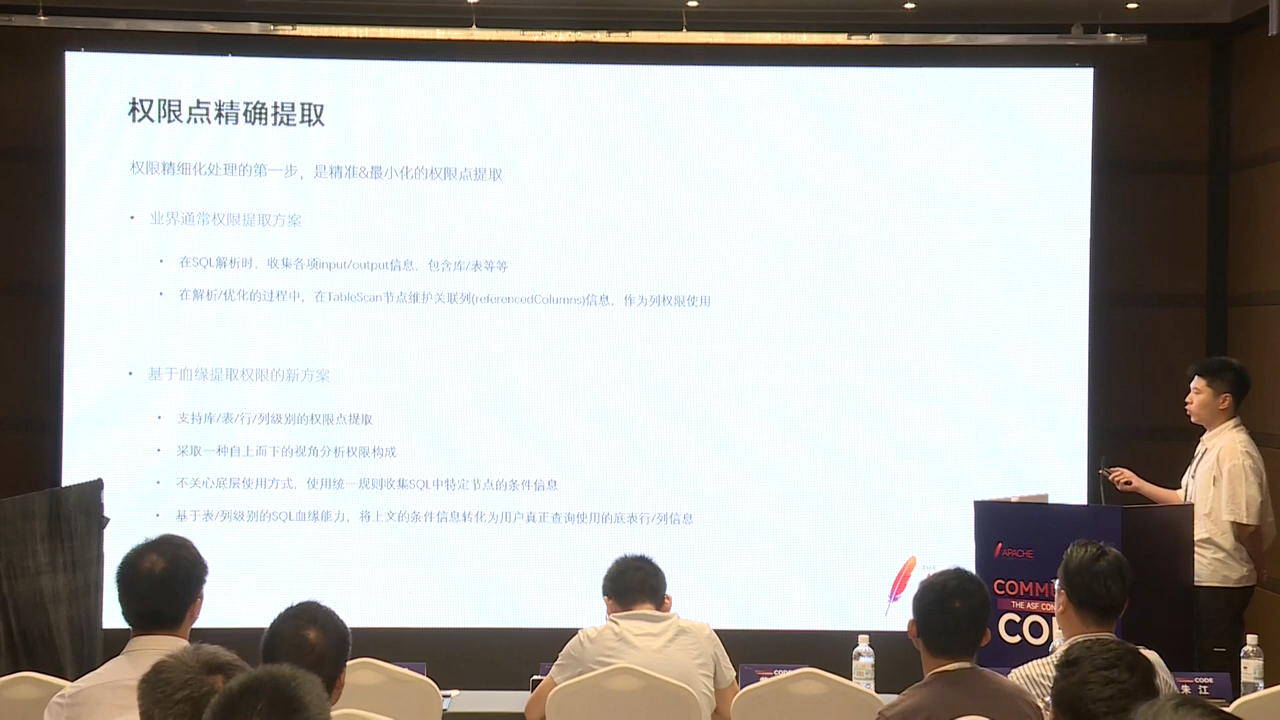 权限点精确提取
权限精细化处理的第一步，是精准&最小化的权限点提取
• 业界通常权限提取方案
• 在SQL解析时，收集各项input/output信息，包含库/表等等
• 在解析/优化的过程中，在TableScan节点维护关联列(referencedColumns)信息，作为列权限使用
• 基于血缘提取权限的新方案
• 支持库/表/行/列级别的权限点提取
• 采取一种自上而下的视角分析权限构成
• 不关心底层使用方式，使用统一规则收集SQL中特定节点的条件信息
• 基于表/列级别的SQL血缘能力，将上文的条件信息转化为用户真正查询使用的底表行/列信息
THE
APACHE
COMMU
THE ASF CON
CO
CODE
CODE
朱 江